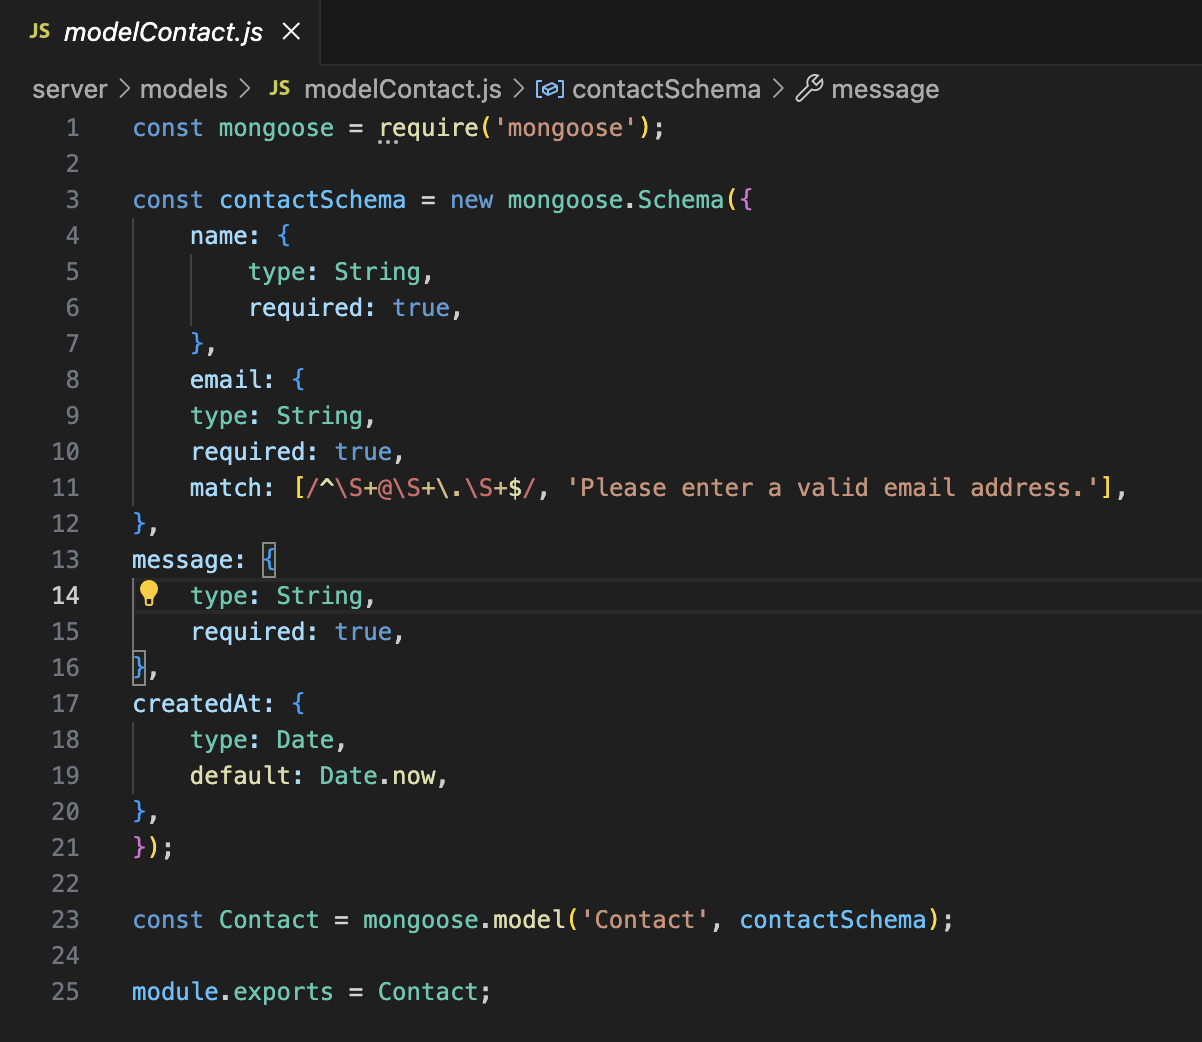 JS modelContact.js ×
server > models > JS modelContact.js > contactSchema > message
1 const mongoose = require('mongoose');
2
3 const contactSchema = new mongoose.Schema({
4     name: {
5         type: String,
6         required: true,
7     },
8     email: {
9     type: String,
10     required: true,
11     match: [/^\S+@\S+\.\S+$/, 'Please enter a valid email address.'],
12 },
13 message: {
14     type: String,
15     required: true,
16 },
17 createdAt: {
18     type: Date,
19     default: Date.now,
20 },
21 });
22
23 const Contact = mongoose.model('Contact', contactSchema);
24
25 module.exports = Contact;